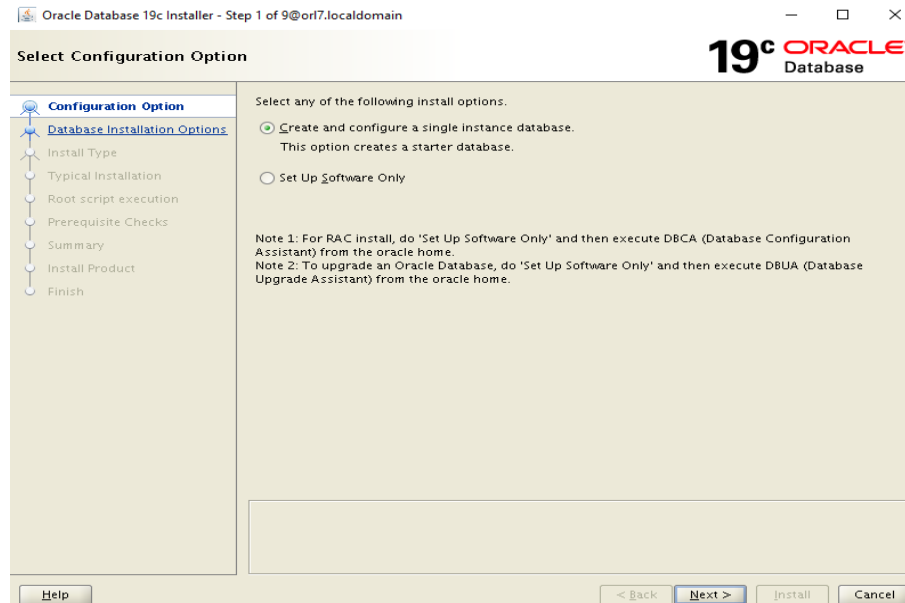 Oracle Database 19c Installer - Step 1 of 9@orl7.localdomain
Select Configuration Option
19c ORACLE
Database
Configuration Option
Database Installation Options
Install Type
Typical Installation
Root script execution
Prerequisite Checks
Summary
Install Product
Finish
Select any of the following install options.
Create and configure a single instance database.
This option creates a starter database.
Set Up Software Only
Note 1: For RAC install, do 'Set Up Software Only' and then execute DBCA (Database Configuration
Assistant) from the oracle home.
Note 2: To upgrade an Oracle Database, do 'Set Up Software Only' and then execute DBUA (Database
Upgrade Assistant) from the oracle home.
Help
< Back
Next >
Install
Cancel